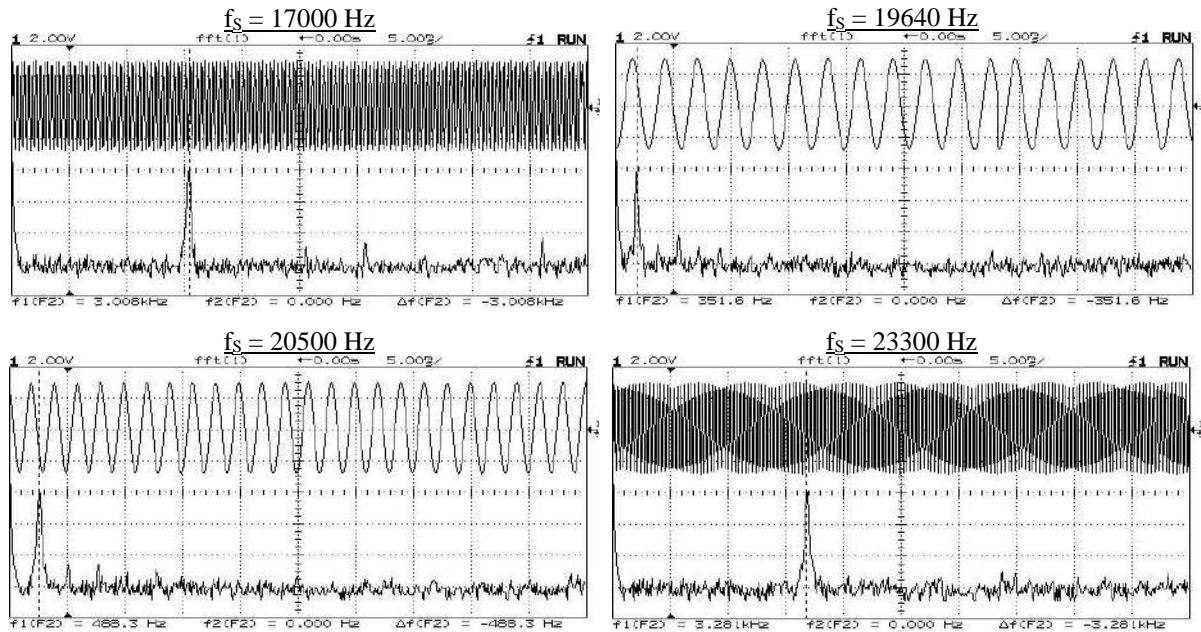 f_S = 17000 Hz
1 2.00V fft(1) ←0.00s 5.00㎳/ f1 RUN
f1(F2) = 3.008kHz f2(F2) = 0.000 Hz Δf(F2) = -3.008kHz
f_S = 19640 Hz
1 2.00V fft(1) ←0.00s 5.00㎳/ f1 RUN
f1(F2) = 351.6 Hz f2(F2) = 0.000 Hz Δf(F2) = -351.6 Hz
f_S = 20500 Hz
1 2.00V fft(1) ←0.00s 5.00㎳/ f1 RUN
f1(F2) = 488.3 Hz f2(F2) = 0.000 Hz Δf(F2) = -488.3 Hz
f_S = 23300 Hz
1 2.00V fft(1) ←0.00s 5.00㎳/ f1 RUN
f1(F2) = 3.281kHz f2(F2) = 0.000 Hz Δf(F2) = -3.281kHz